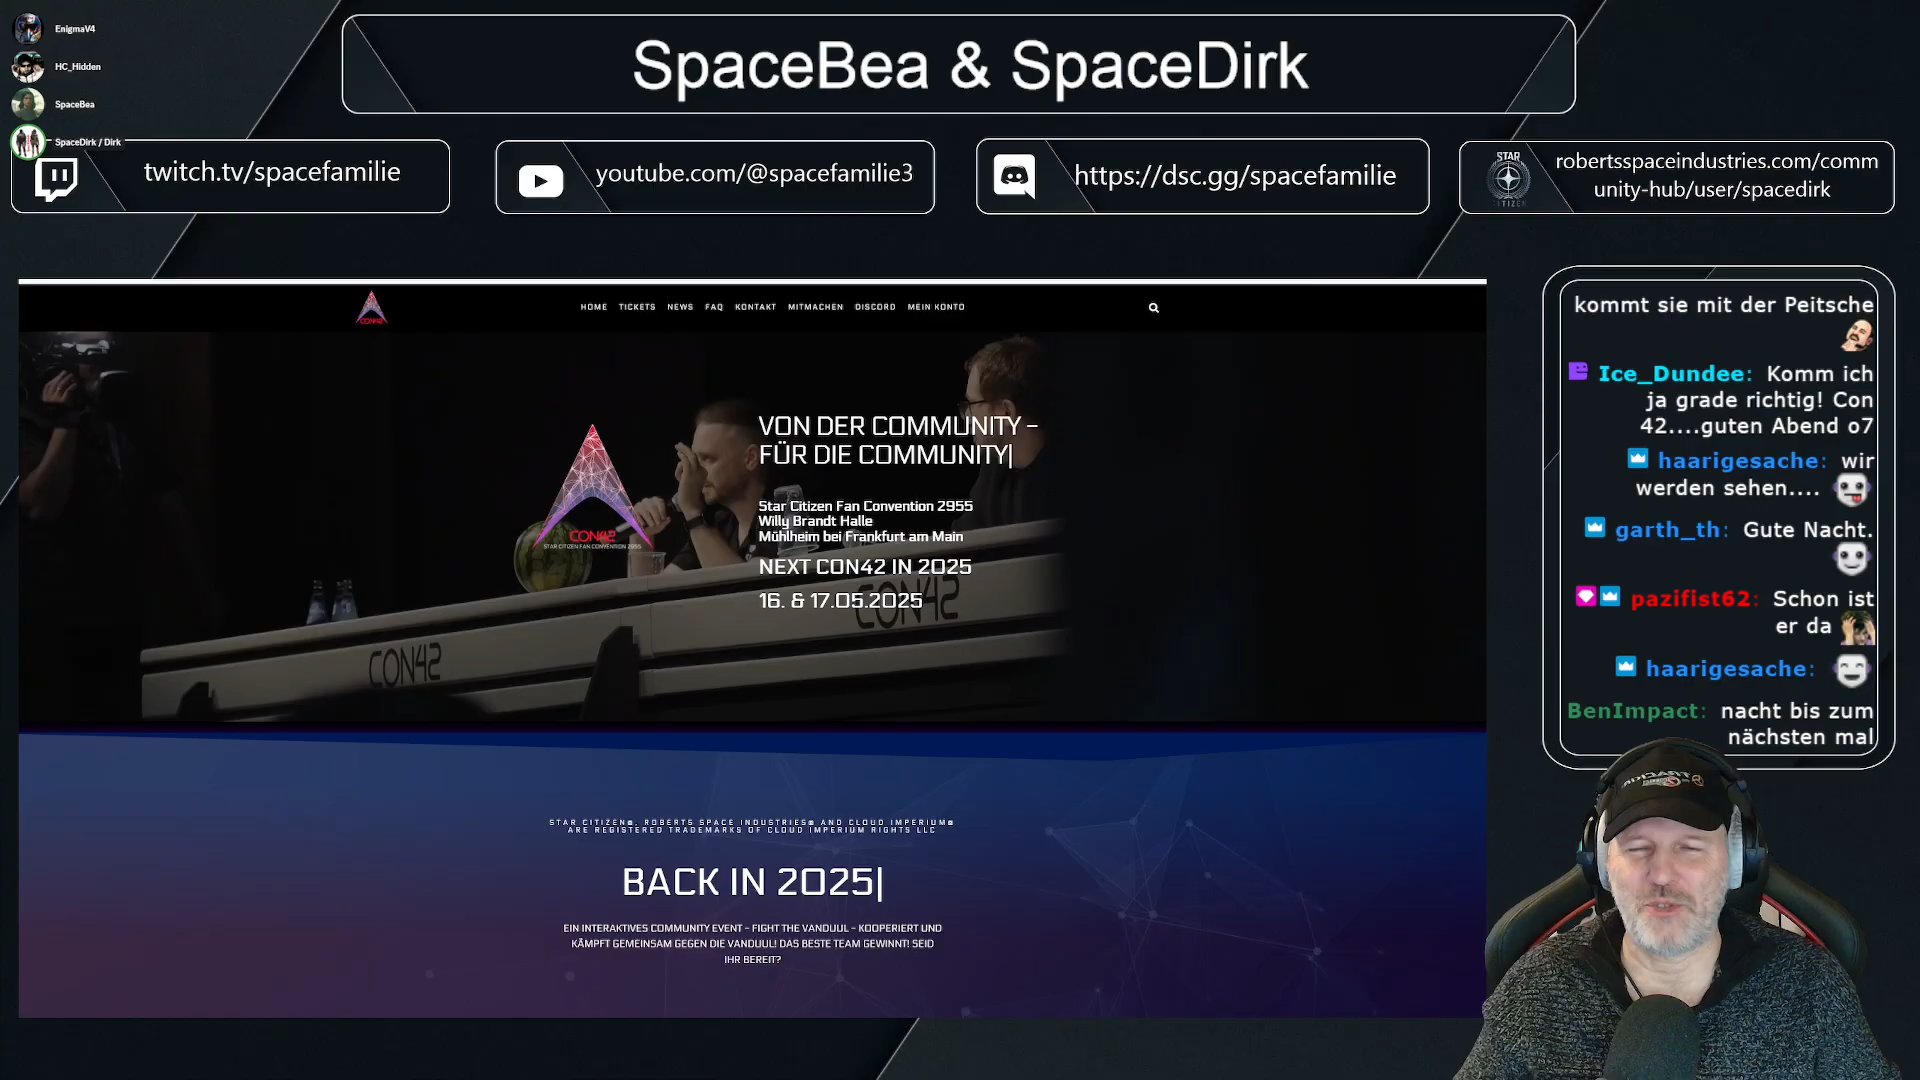 EnigmaV4
HC_Hidden
SpaceBea
SpaceDirk / Dirk
SpaceBea & SpaceDirk
twitch.tv/spacefamilie
youtube.com/@spacefamilie3
https://dsc.gg/spacefamilie
STAR
CITIZEN
robertsspaceindustries.com/comm
unity-hub/user/spacedirk
CON42
HOME TICKETS NEWS FAQ KONTAKT MITMACHEN DISCORD MEIN KONTO
VON DER COMMUNITY –
FÜR DIE COMMUNITY|
CON42
STAR CITIZEN FAN CONVENTION 2955
Star Citizen Fan Convention 2955
Willy Brandt Halle
Mühlheim bei Frankfurt am Main
NEXT CON42 IN 2025
16. & 17.05.2025
CON42
CON42
STAR CITIZEN®, ROBERTS SPACE INDUSTRIES® AND CLOUD IMPERIUM®
ARE REGISTERED TRADEMARKS OF CLOUD IMPERIUM RIGHTS LLC
BACK IN 2025|
EIN INTERAKTIVES COMMUNITY EVENT – FIGHT THE VANDUUL – KOOPERIERT UND
KÄMPFT GEMEINSAM GEGEN DIE VANDUUL! DAS BESTE TEAM GEWINNT! SEID
IHR BEREIT?
kommt sie mit der Peitsche
Ice_Dundee: Komm ich
ja grade richtig! Con
42....guten Abend o7
haarigesache: wir
werden sehen....
garth_th: Gute Nacht.
pazifist62: Schon ist
er da
haarigesache:
BenImpact: nacht bis zum
nächsten mal